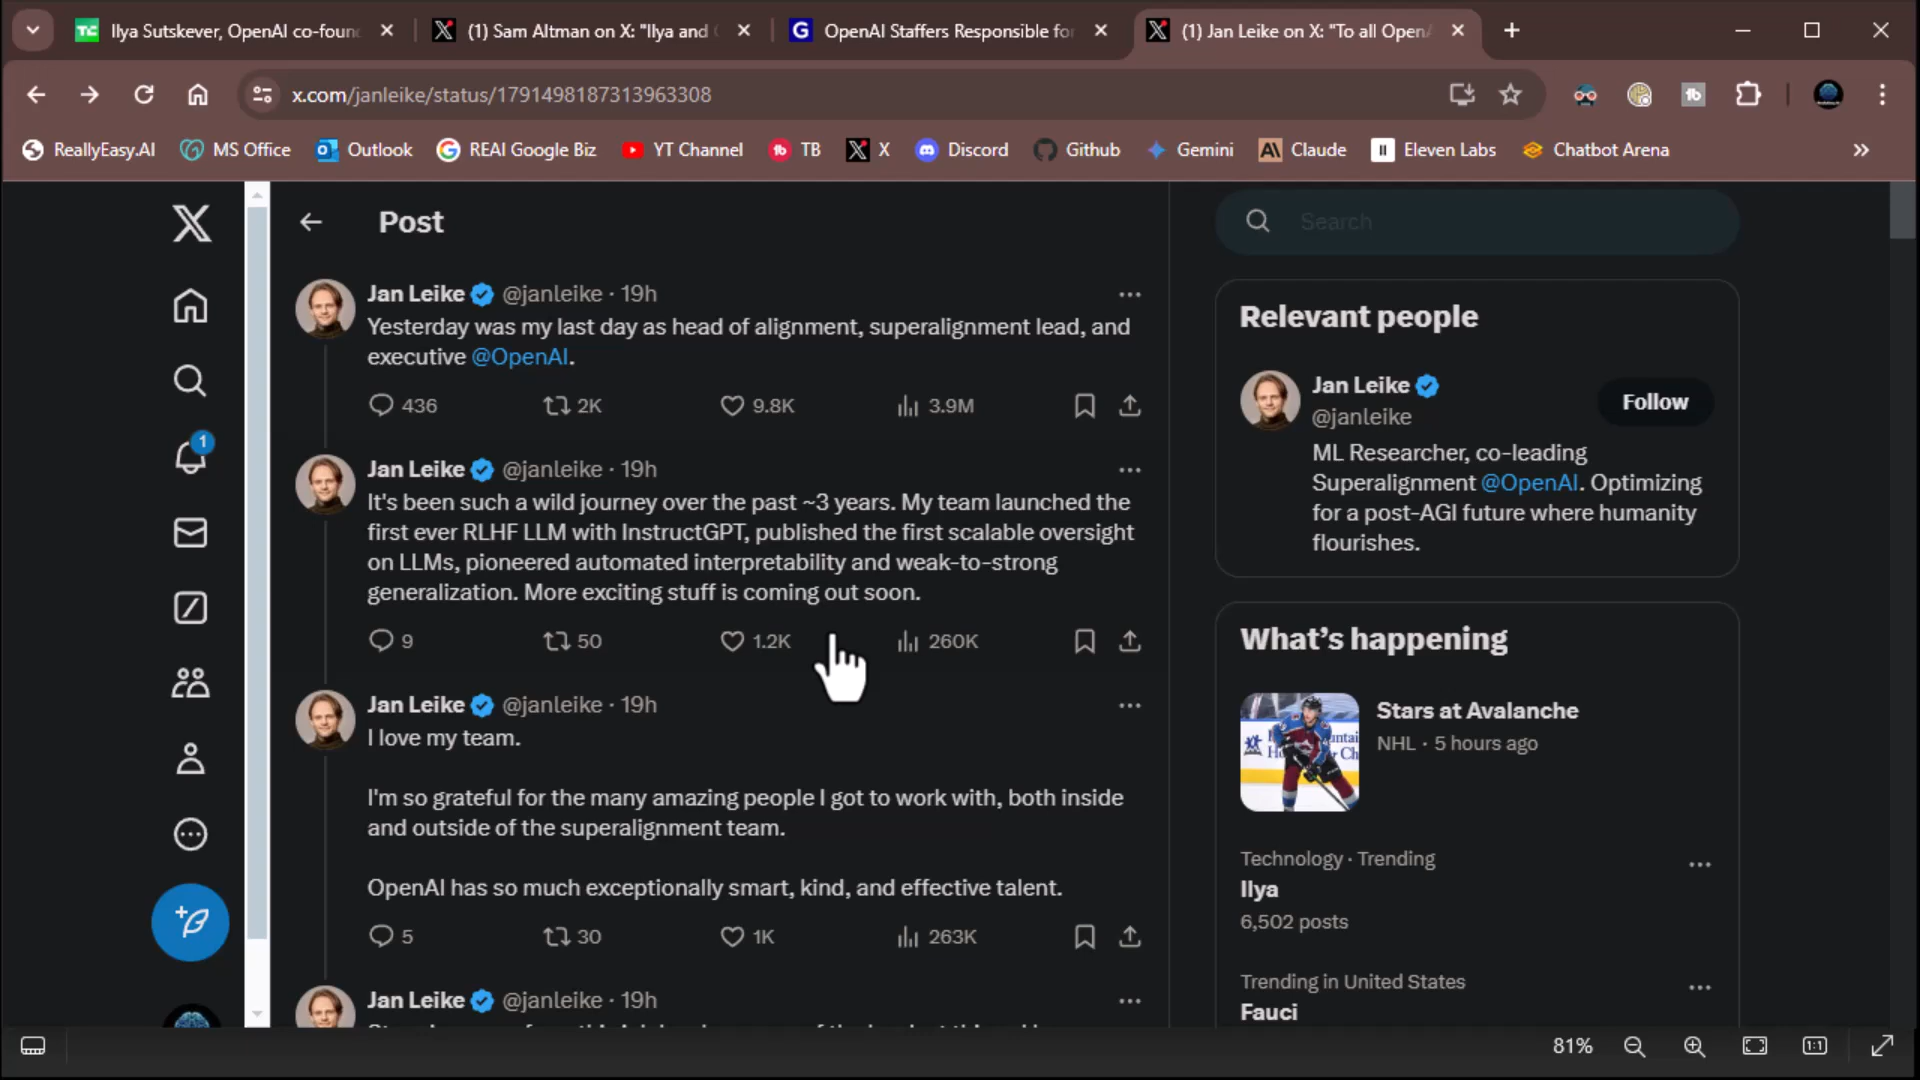 Ilya Sutskever, OpenAI co-foun
(1) Sam Altman on X: "Ilya and
OpenAI Staffers Responsible for
(1) Jan Leike on X: "To all OpenA
x.com/janleike/status/1791498187313963308
ReallyEasy.AI
MS Office
Outlook
REAI Google Biz
YT Channel
TB
X
Discord
Github
Gemini
Claude
Eleven Labs
Chatbot Arena
Post
Jan Leike @janleike · 19h
Yesterday was my last day as head of alignment, superalignment lead, and
executive @OpenAI.
436 2K 9.8K 3.9M
Jan Leike @janleike · 19h
It's been such a wild journey over the past ~3 years. My team launched the
first ever RLHF LLM with InstructGPT, published the first scalable oversight
on LLMs, pioneered automated interpretability and weak-to-strong
generalization. More exciting stuff is coming out soon.
9 50 1.2K 260K
Jan Leike @janleike · 19h
I love my team.
I'm so grateful for the many amazing people I got to work with, both inside
and outside of the superalignment team.
OpenAI has so much exceptionally smart, kind, and effective talent.
5 30 1K 263K
Jan Leike @janleike · 19h
1
Search
Relevant people
Jan Leike
@janleike
Follow
ML Researcher, co-leading
Superalignment @OpenAI. Optimizing
for a post-AGI future where humanity
flourishes.
What's happening
Stars at Avalanche
NHL · 5 hours ago
Technology · Trending
Ilya
6,502 posts
Trending in United States
Fauci
81%
1:1